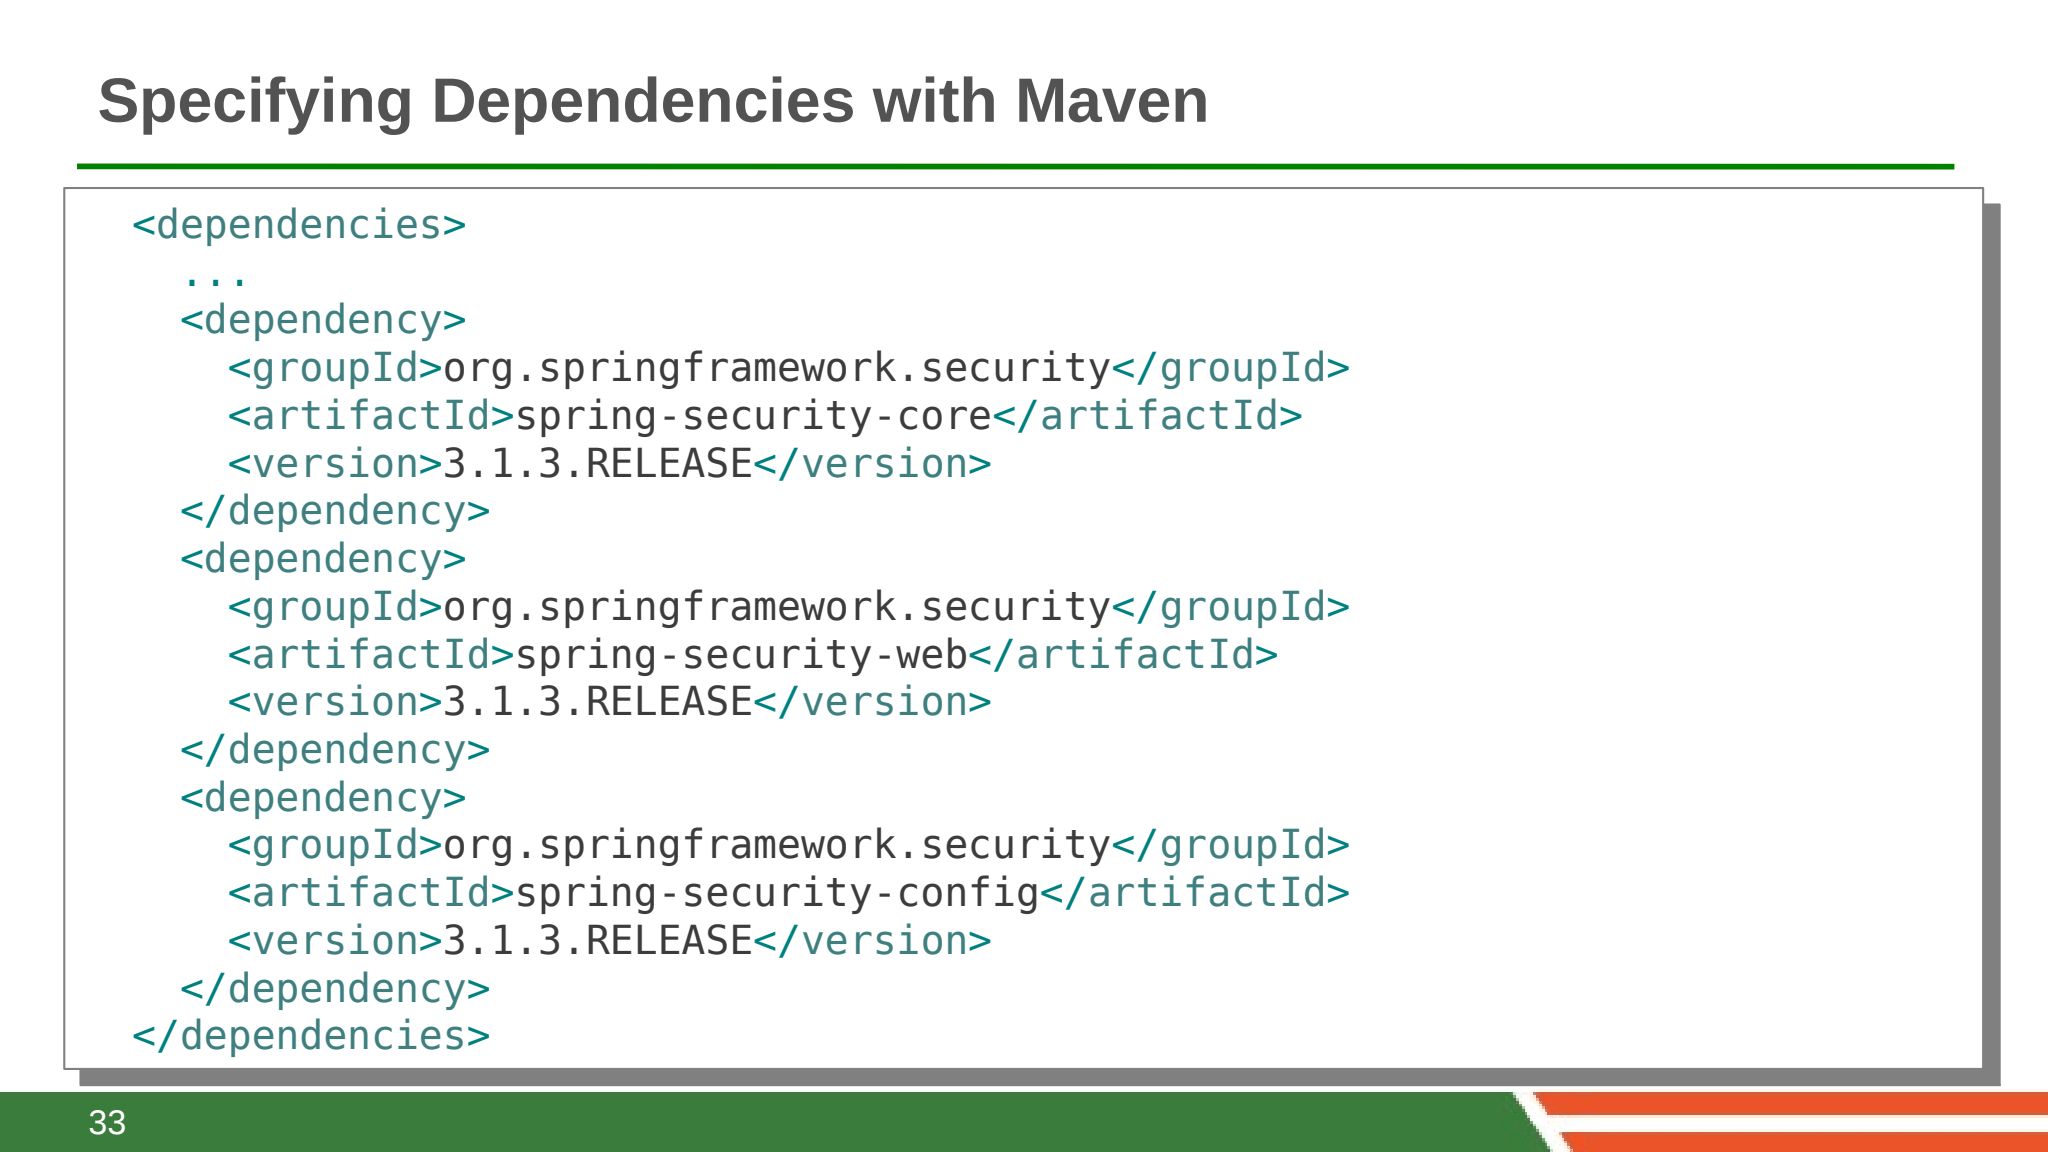 Specifying Dependencies with Maven
<dependencies>
  ...
  <dependency>
    <groupId>org.springframework.security</groupId>
    <artifactId>spring-security-core</artifactId>
    <version>3.1.3.RELEASE</version>
  </dependency>
  <dependency>
    <groupId>org.springframework.security</groupId>
    <artifactId>spring-security-web</artifactId>
    <version>3.1.3.RELEASE</version>
  </dependency>
  <dependency>
    <groupId>org.springframework.security</groupId>
    <artifactId>spring-security-config</artifactId>
    <version>3.1.3.RELEASE</version>
  </dependency>
</dependencies>
33